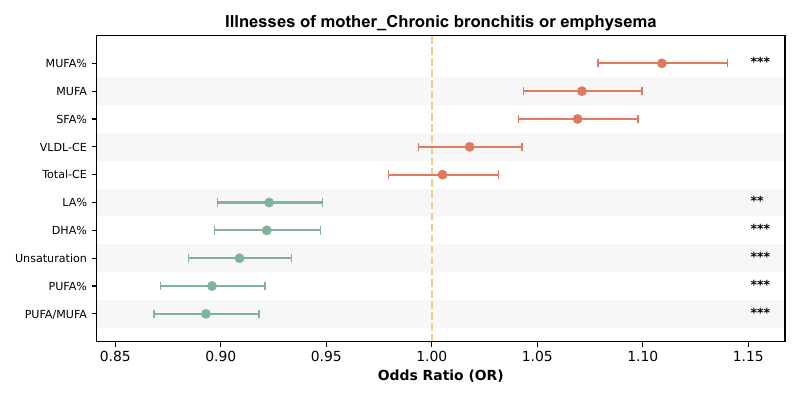 Illnesses of mother_Chronic bronchitis or emphysema
MUFA% ***
MUFA
SFA%
VLDL-CE
Total-CE
LA% **
DHA% ***
Unsaturation ***
PUFA% ***
PUFA/MUFA ***
0.85 0.90 0.95 1.00 1.05 1.10 1.15
Odds Ratio (OR)